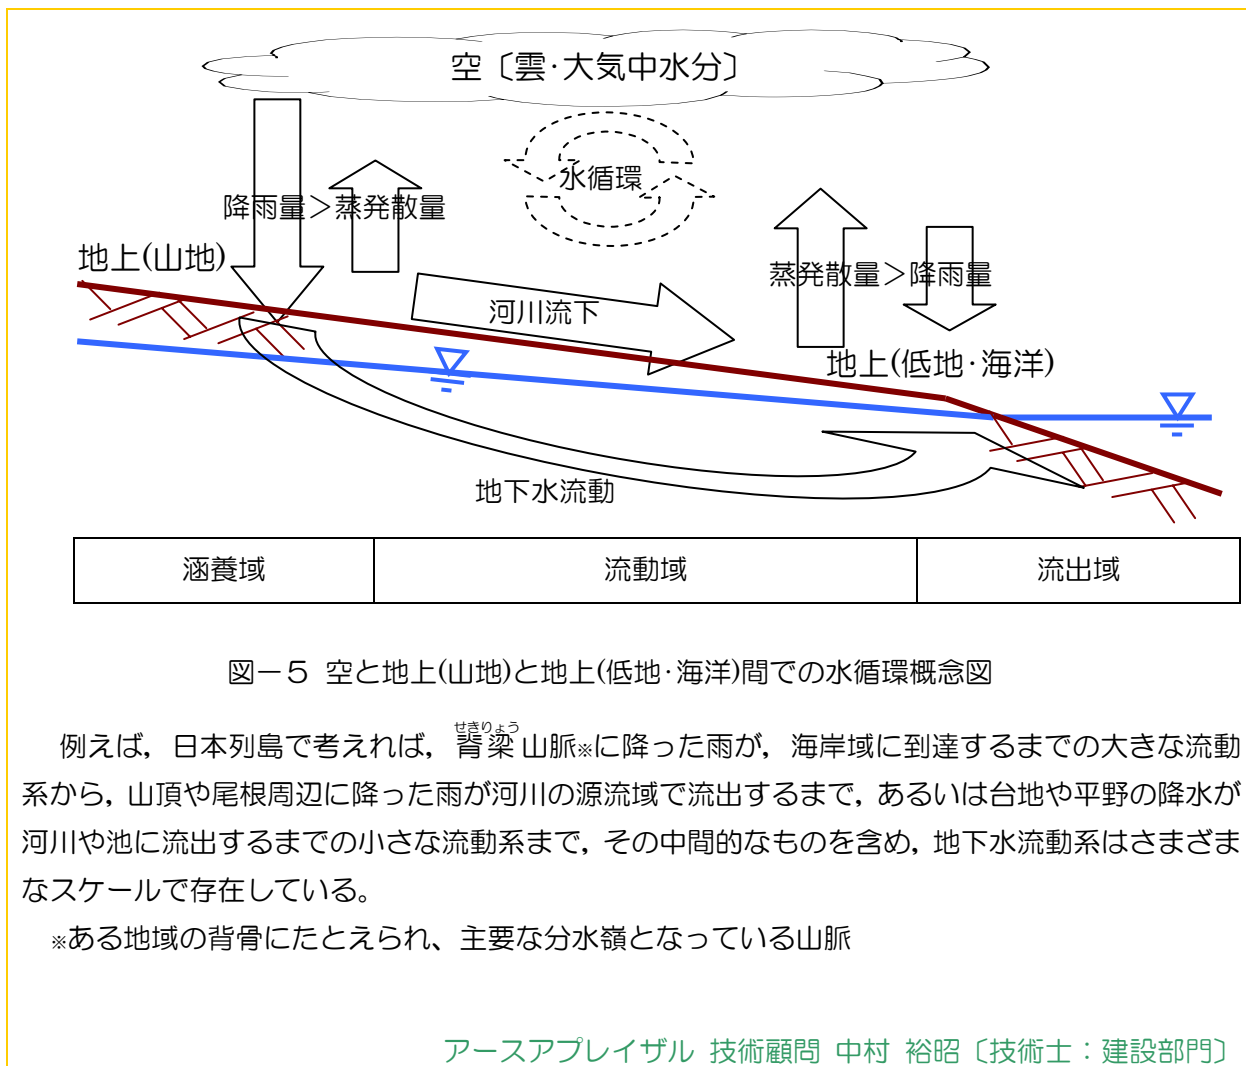 空〔雲･大気中水分〕
水循環
降雨量＞蒸発散量
地上(山地)
蒸発散量＞降雨量
河川流下
地上(低地･海洋)
地下水流動
涵養域
流動域
流出域
図－５ 空と地上(山地)と地上(低地･海洋)間での水循環概念図
せきりょう
例えば，日本列島で考えれば，脊梁山脈※に降った雨が，海岸域に到達するまでの大きな流動
系から，山頂や尾根周辺に降った雨が河川の源流域で流出するまで，あるいは台地や平野の降水が
河川や池に流出するまでの小さな流動系まで，その中間的なものを含め，地下水流動系はさまざま
なスケールで存在している。
※ある地域の背骨にたとえられ、主要な分水嶺となっている山脈
アースアプレイザル 技術顧問 中村 裕昭〔技術士：建設部門〕